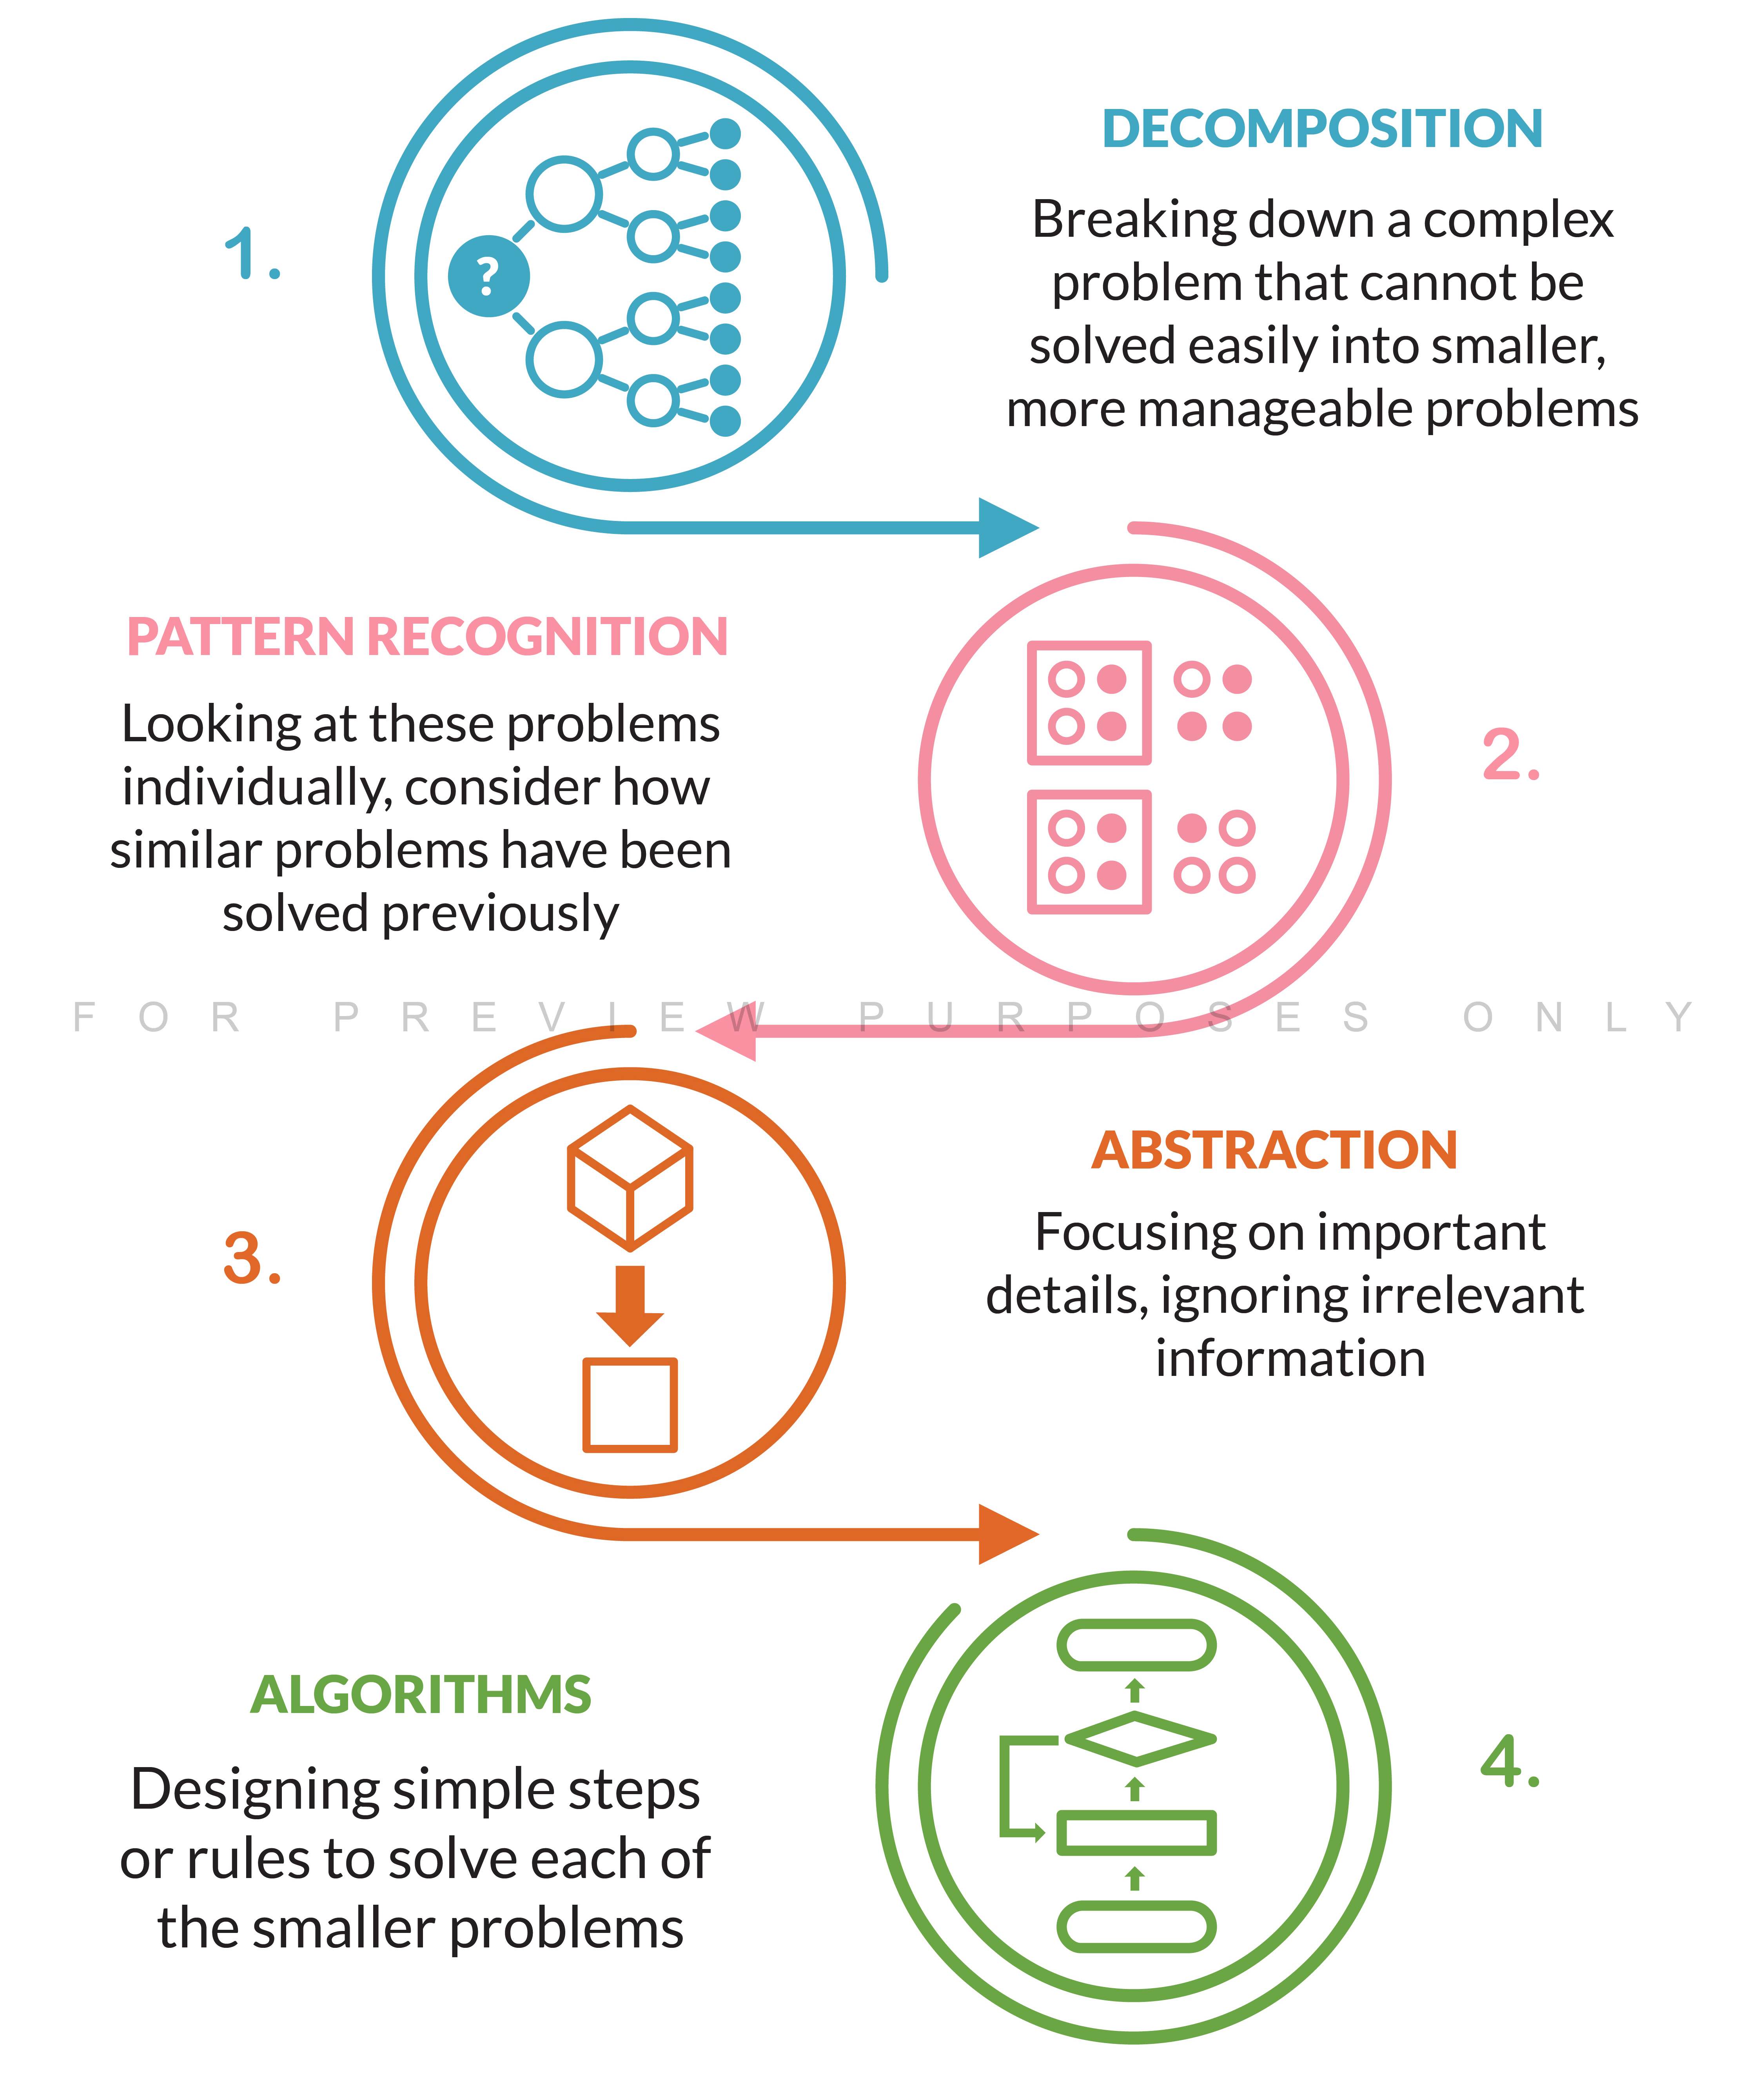 1.
?
DECOMPOSITION
Breaking down a complex
problem that cannot be
solved easily into smaller,
more manageable problems
PATTERN RECOGNITION
Looking at these problems
individually, consider how
similar problems have been
solved previously
2.
FOR PREVIEW PURPOSES ONLY
3.
ABSTRACTION
Focusing on important
details, ignoring irrelevant
information
ALGORITHMS
Designing simple steps
or rules to solve each of
the smaller problems
4.